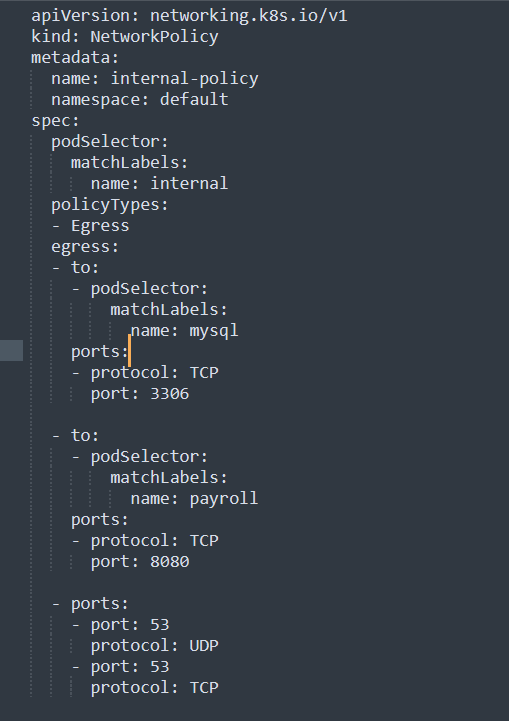 apiVersion: networking.k8s.io/v1
kind: NetworkPolicy
metadata:
  name: internal-policy
  namespace: default
spec:
  podSelector:
    matchLabels:
      name: internal
  policyTypes:
  - Egress
  egress:
  - to:
    - podSelector:
        matchLabels:
          name: mysql
    ports:
    - protocol: TCP
      port: 3306

  - to:
    - podSelector:
        matchLabels:
          name: payroll
    ports:
    - protocol: TCP
      port: 8080

  - ports:
    - port: 53
      protocol: UDP
    - port: 53
      protocol: TCP